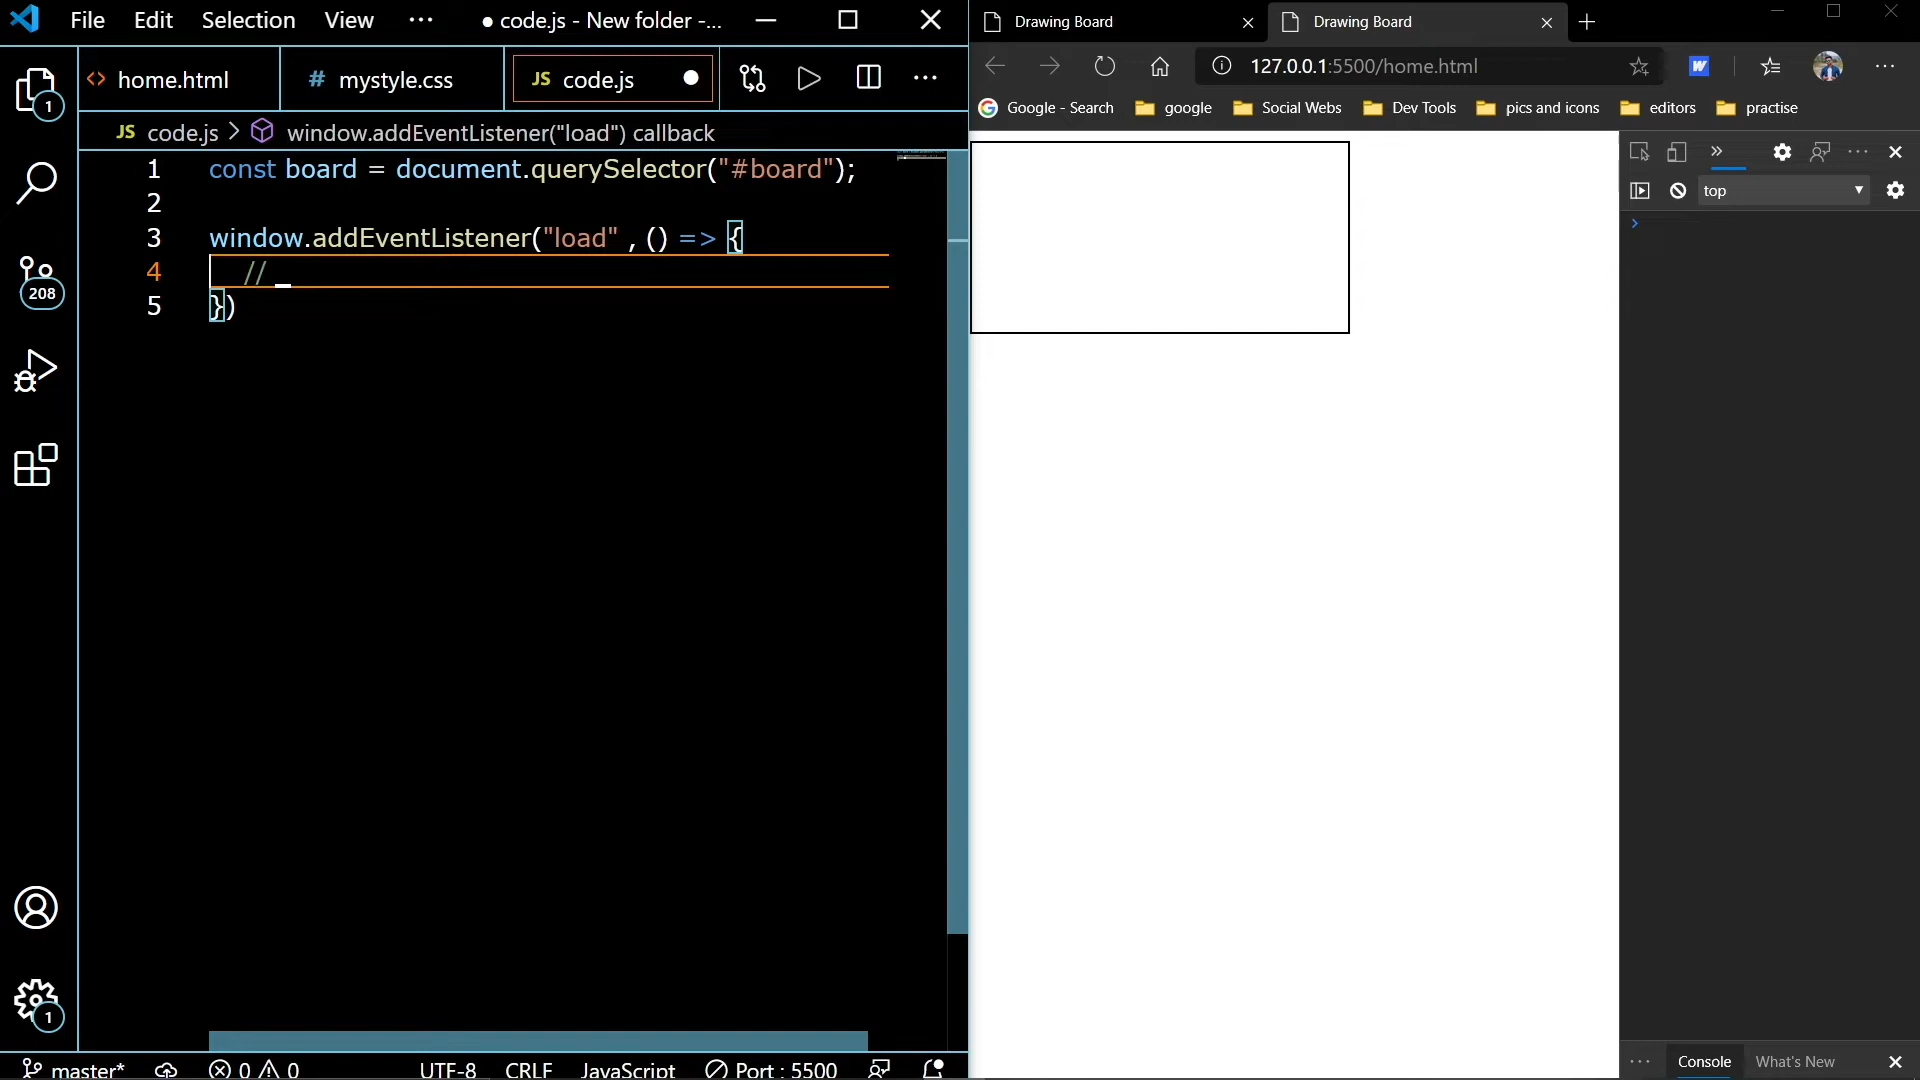 File Edit Selection View ··· ● code.js - New folder -...
home.html mystyle.css JS code.js
JS code.js > window.addEventListener("load") callback
1 const board = document.querySelector("#board");
2
3 window.addEventListener("load" , () => {
4 //
5 })
1
208
1
master* 0 0 UTF-8 CRLF JavaScript Port : 5500
Drawing Board Drawing Board
127.0.0.1:5500/home.html
Google - Search google Social Webs Dev Tools pics and icons editors practise
top
Console What's New